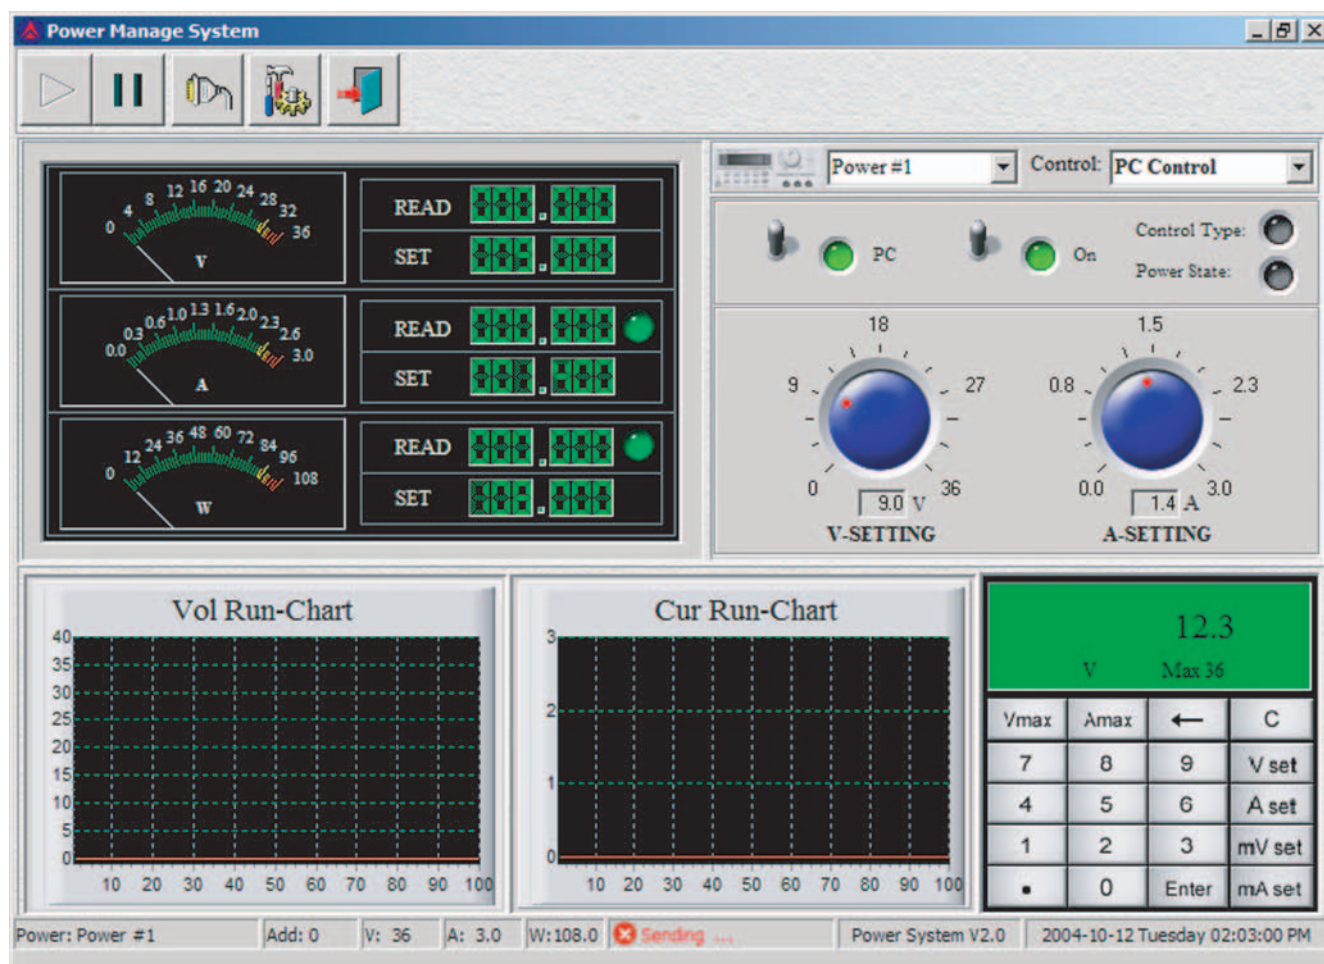 Power Manage System
Power #1 Control: PC Control
0 4 8 12 16 20 24 28 32 36
V
READ
SET
0.0 0.3 0.6 1.0 1.3 1.6 2.0 2.3 2.6 3.0
A
READ
SET
0 12 24 36 48 60 72 84 96 108
W
READ
SET
PC On Control Type:
Power State:
0 9 18 27 36
9.0 V
V-SETTING
0.0 0.8 1.5 2.3 3.0
1.4 A
A-SETTING
Vol Run-Chart
40
35
30
25
20
15
10
5
0
10 20 30 40 50 60 70 80 90 100
Cur Run-Chart
3
2
1
0
10 20 30 40 50 60 70 80 90 100
12.3
V Max 36
Vmax Amax ← C
7 8 9 V set
4 5 6 A set
1 2 3 mV set
. 0 Enter mA set
Power: Power #1 Add: 0 V: 36 A: 3.0 W:108.0 Sending ... Power System V2.0 2004-10-12 Tuesday 02:03:00 PM